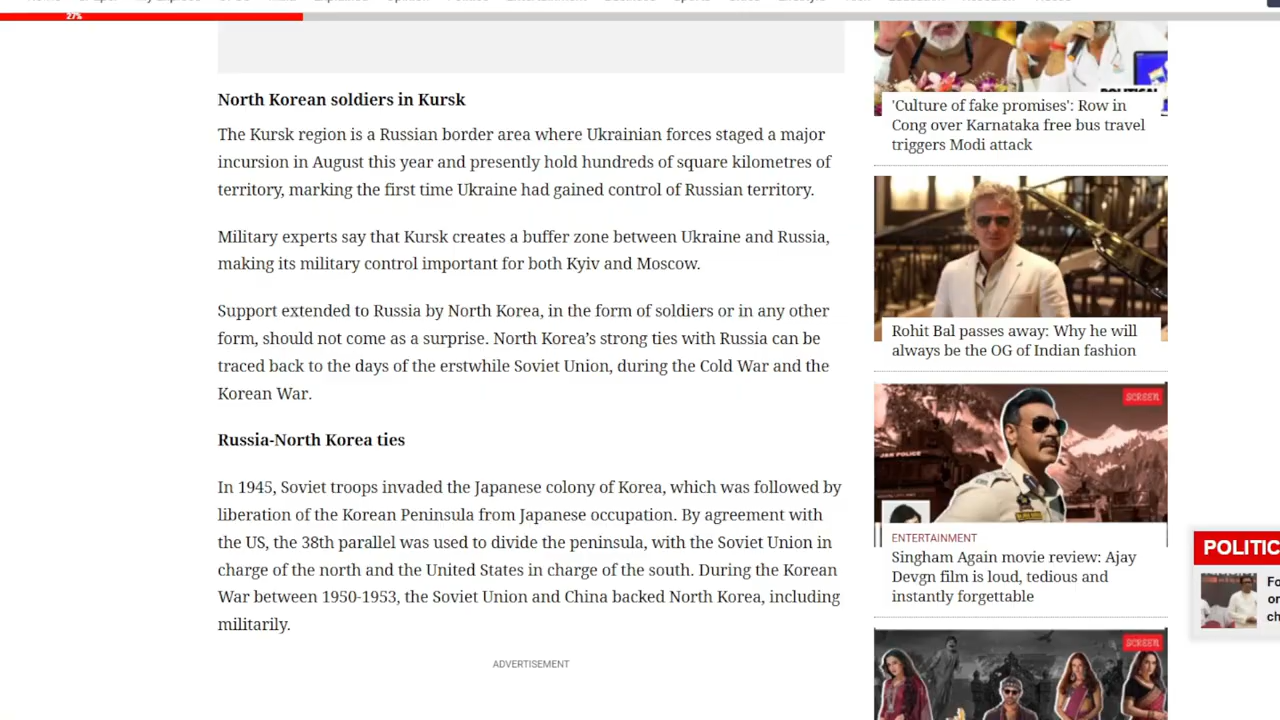 27%
North Korean soldiers in Kursk
The Kursk region is a Russian border area where Ukrainian forces staged a major
incursion in August this year and presently hold hundreds of square kilometres of
territory, marking the first time Ukraine had gained control of Russian territory.
Military experts say that Kursk creates a buffer zone between Ukraine and Russia,
making its military control important for both Kyiv and Moscow.
Support extended to Russia by North Korea, in the form of soldiers or in any other
form, should not come as a surprise. North Korea’s strong ties with Russia can be
traced back to the days of the erstwhile Soviet Union, during the Cold War and the
Korean War.
Russia-North Korea ties
In 1945, Soviet troops invaded the Japanese colony of Korea, which was followed by
liberation of the Korean Peninsula from Japanese occupation. By agreement with
the US, the 38th parallel was used to divide the peninsula, with the Soviet Union in
charge of the north and the United States in charge of the south. During the Korean
War between 1950-1953, the Soviet Union and China backed North Korea, including
militarily.
ADVERTISEMENT
'Culture of fake promises': Row in
Cong over Karnataka free bus travel
triggers Modi attack
Rohit Bal passes away: Why he will
always be the OG of Indian fashion
SCREEN
ENTERTAINMENT
Singham Again movie review: Ajay
Devgn film is loud, tedious and
instantly forgettable
SCREEN
POLITIC
Fo
or
ch